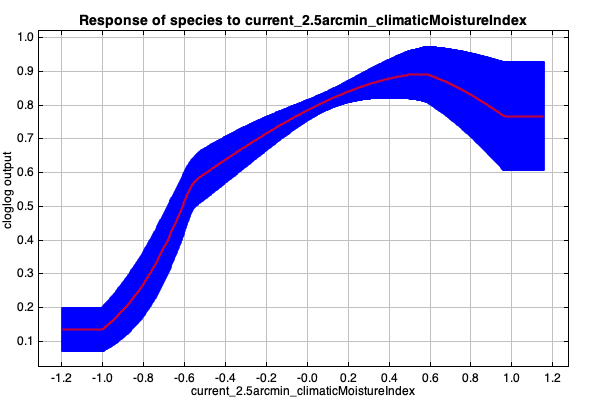 Response of species to current_2.5arcmin_climaticMoistureIndex
1.0
0.9
0.8
0.7
0.6
0.5
0.4
0.3
0.2
0.1
cloglog output
-1.2 -1.0 -0.8 -0.6 -0.4 -0.2 -0.0 0.2 0.4 0.6 0.8 1.0 1.2
current_2.5arcmin_climaticMoistureIndex